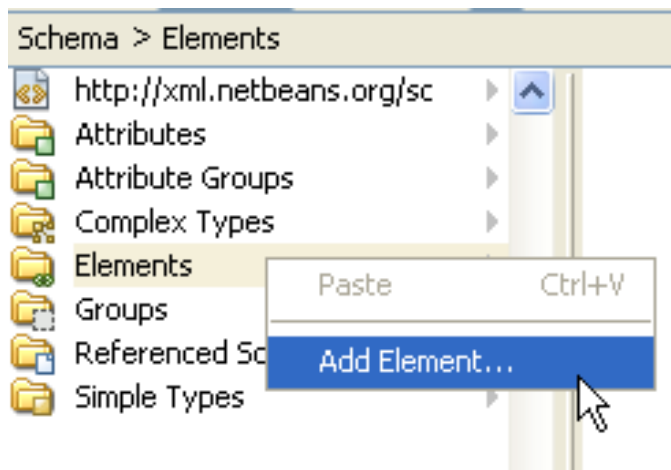 Schema > Elements
http://xml.netbeans.org/sc
Attributes
Attribute Groups
Complex Types
Elements
Paste Ctrl+V
Groups
Referenced Sc
Add Element...
Simple Types